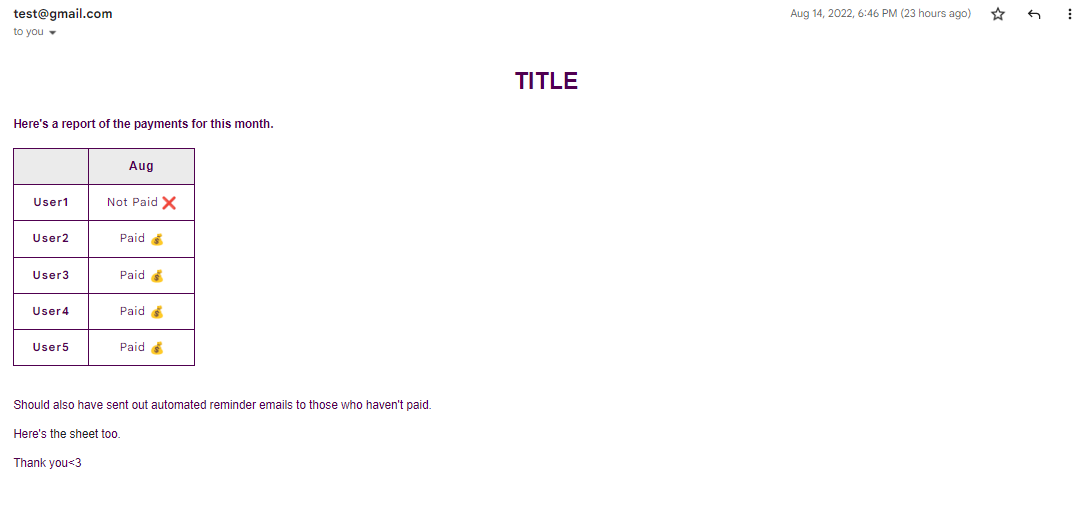 test@gmail.com
Aug 14, 2022, 6:46 PM (23 hours ago)
to you
TITLE
Here's a report of the payments for this month.
Aug
User1 Not Paid ❌
User2 Paid 💰
User3 Paid 💰
User4 Paid 💰
User5 Paid 💰
Should also have sent out automated reminder emails to those who haven't paid.
Here's the sheet too.
Thank you<3